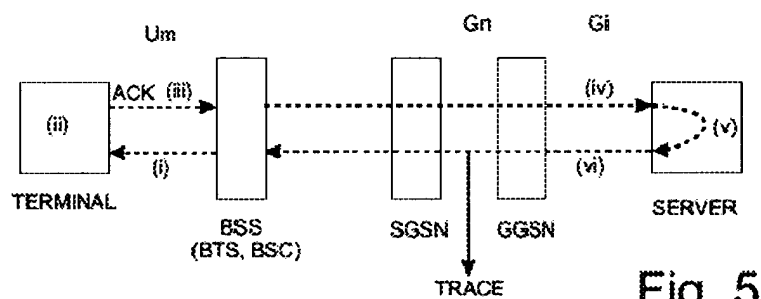 Um
Gn
Gi
ACK (iii)
(iv)
(ii)
(v)
(i)
(vi)
TERMINAL
BSS
(BTS, BSC)
SGSN
GGSN
SERVER
TRACE
Fig. 5